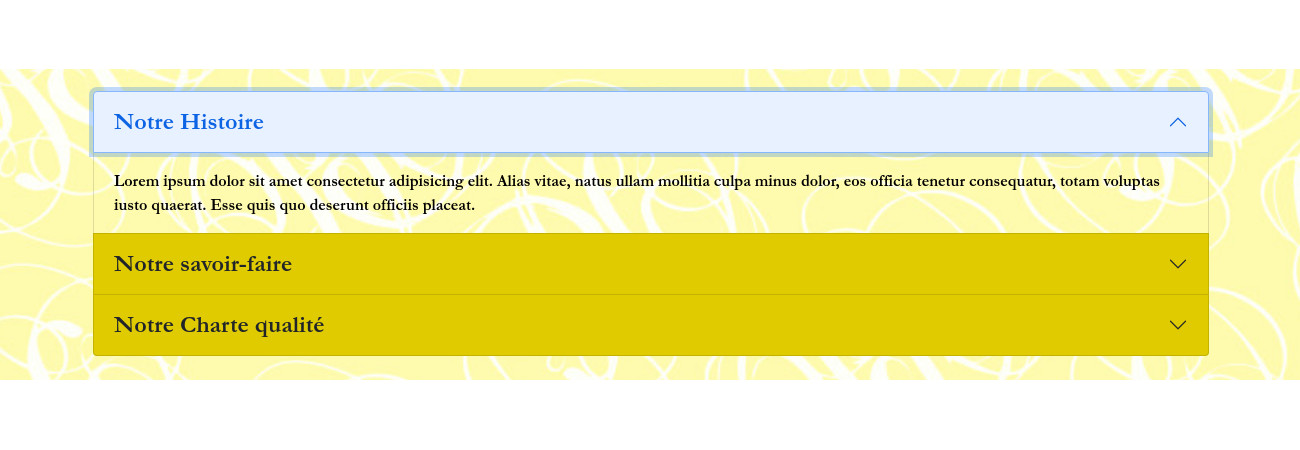 Notre Histoire
Lorem ipsum dolor sit amet consectetur adipisicing elit. Alias vitae, natus ullam mollitia culpa minus dolor, eos officia tenetur consequatur, totam voluptas
iusto quaerat. Esse quis quo deserunt officiis placeat.
Notre savoir-faire
Notre Charte qualité